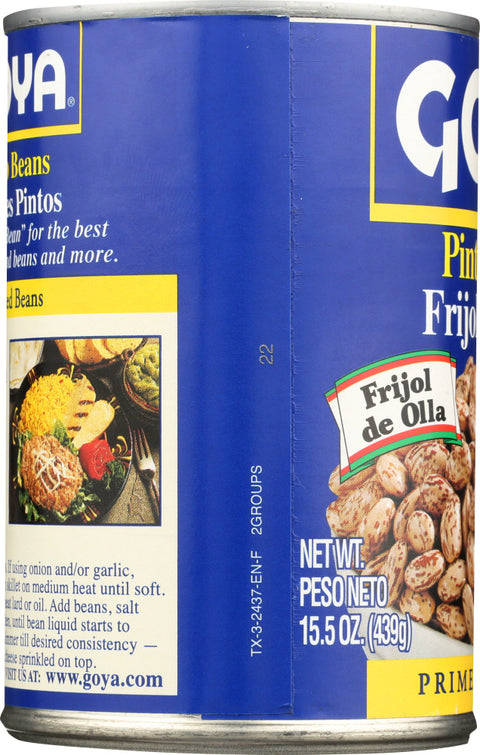 OYA®
Beans
es Pintos
Bean" for the best
d beans and more.
ed Beans
If using onion and/or garlic,
skillet on medium heat until soft.
eat lard or oil. Add beans, salt
en, until bean liquid starts to
mmer till desired consistency —
cheese sprinkled on top.
VISIT US AT: www.goya.com
22
TX-3-2437-EN-F 2GROUPS
GO
Pint
Frijo
Frijol
de Olla
NET WT.
PESO NETO
15.5 OZ. (439g)
PRIME